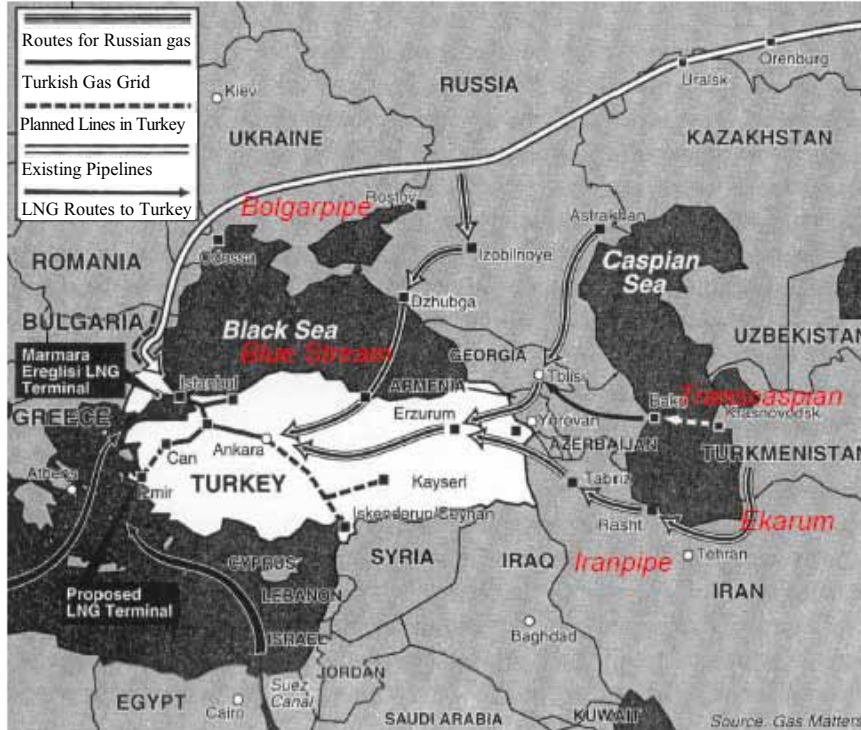 Routes for Russian gas
Turkish Gas Grid
Planned Lines in Turkey
Existing Pipelines
LNG Routes to Turkey
Orenburg
Uralsk
RUSSIA
Kiev
UKRAINE
KAZAKHSTAN
Rostov
Bolgarpipe
Astrakhan
Odassa
Izobilnoye
ROMANIA
Caspian
Sea
Dzhubga
BULGARIA
Black Sea
UZBEKISTAN
Blue Stream
GEORGIA
Marmara
Ereglisi LNG
Terminal
Tblisi
Istanbul
ARMENIA
Transcaspian
GREECE
Baku
Krasnovodsk
Erzurum
Yorovan
Ankara
AZERBAIJAN
Can
TURKMENISTAN
Athens
Izmir
TURKEY
Kayseri
Tabriz
Iskenderun/Ceyhan
Rasht
Ekarum
SYRIA
IRAQ
Iranpipe
Tehran
CYPRUS
Proposed
LNG Terminal
LEBANON
IRAN
Baghdad
ISRAEL
JORDAN
EGYPT
Suez
Canal
Cairo
SAUDI ARABIA
KUWAIT
Source. Gas Matters